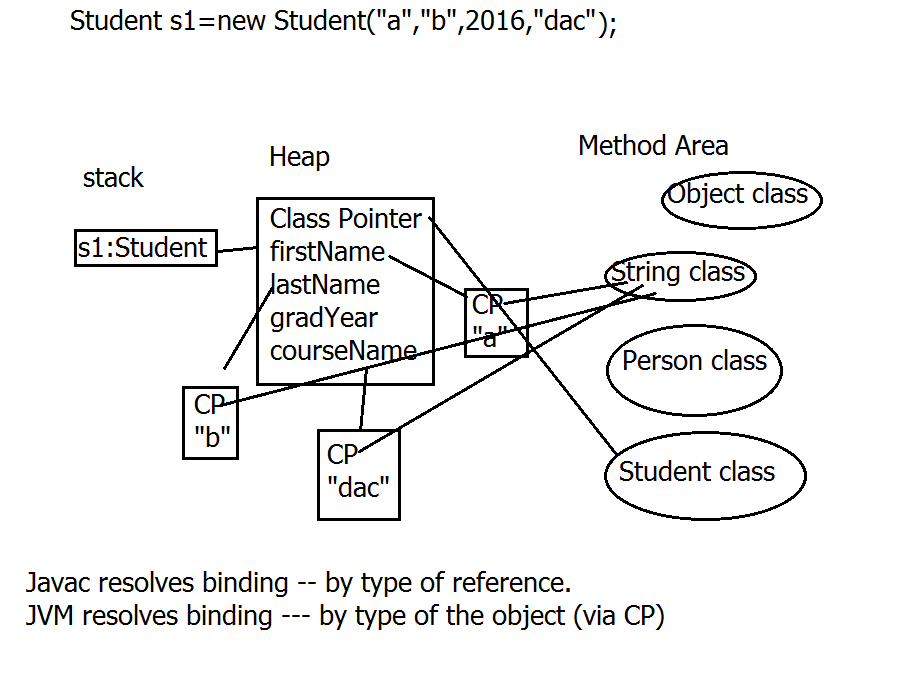 Student s1=new Student("a","b",2016,"dac");
Method Area
Heap
stack
Object class
Class Pointer
s1:Student
firstName
String class
lastName
CP
gradYear
"a"
courseName
Person class
CP
"b"
CP
"dac"
Student class
Javac resolves binding -- by type of reference.
JVM resolves binding --- by type of the object (via CP)